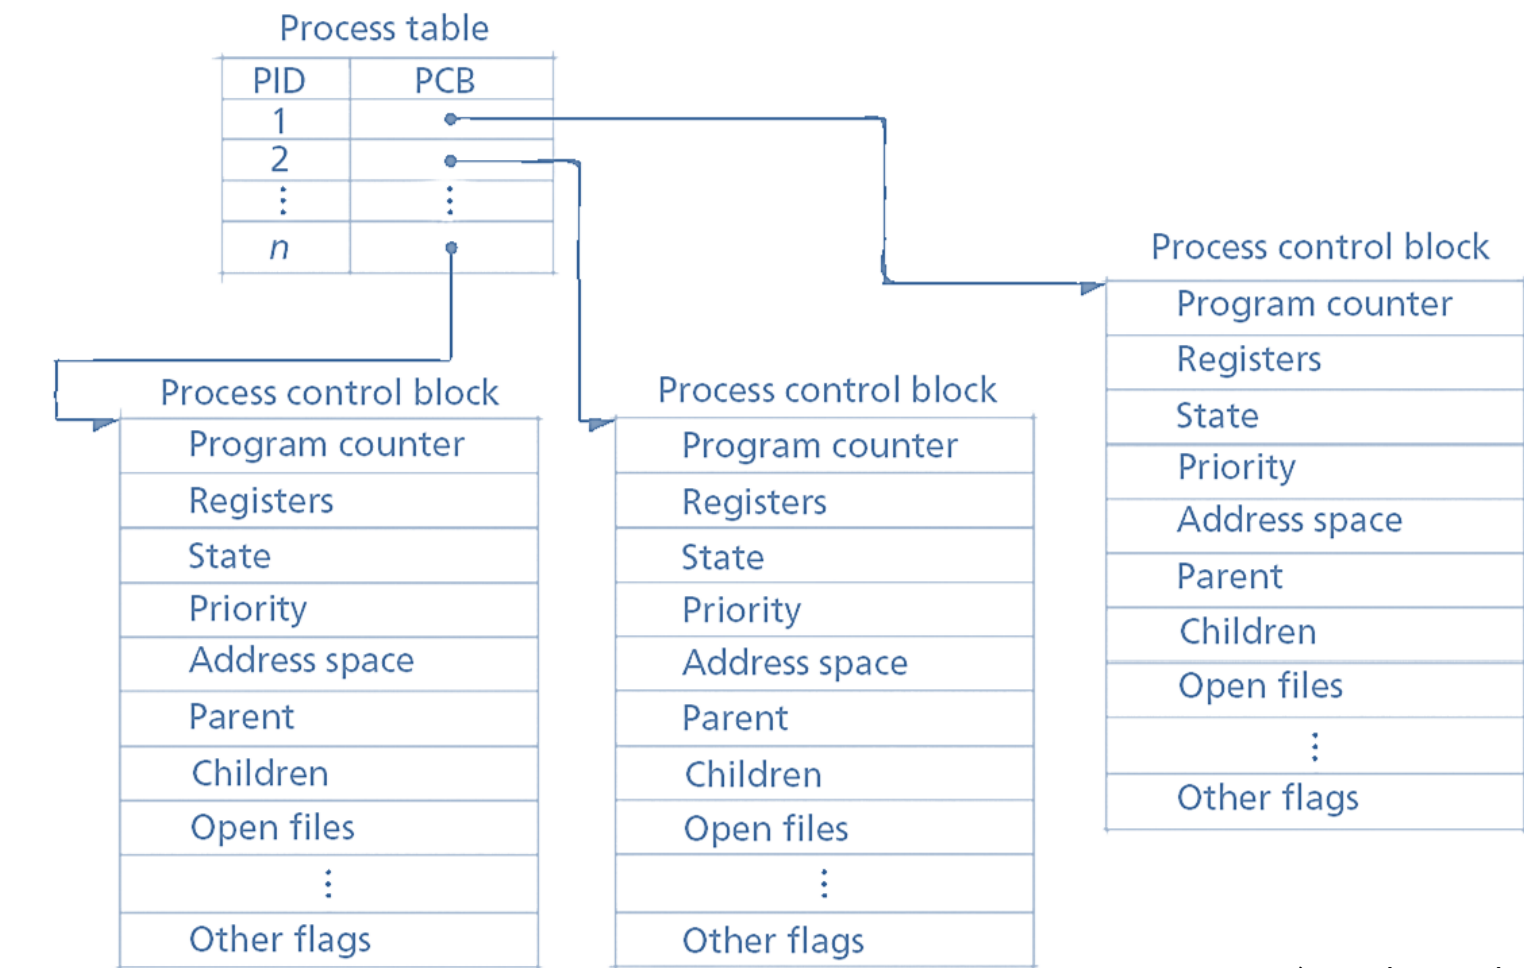 Process table
PID PCB
1
2
⋮ ⋮
n
Process control block
Program counter
Registers
State
Priority
Address space
Parent
Children
Open files
⋮
Other flags
Process control block
Program counter
Registers
State
Priority
Address space
Parent
Children
Open files
⋮
Other flags
Process control block
Program counter
Registers
State
Priority
Address space
Parent
Children
Open files
⋮
Other flags